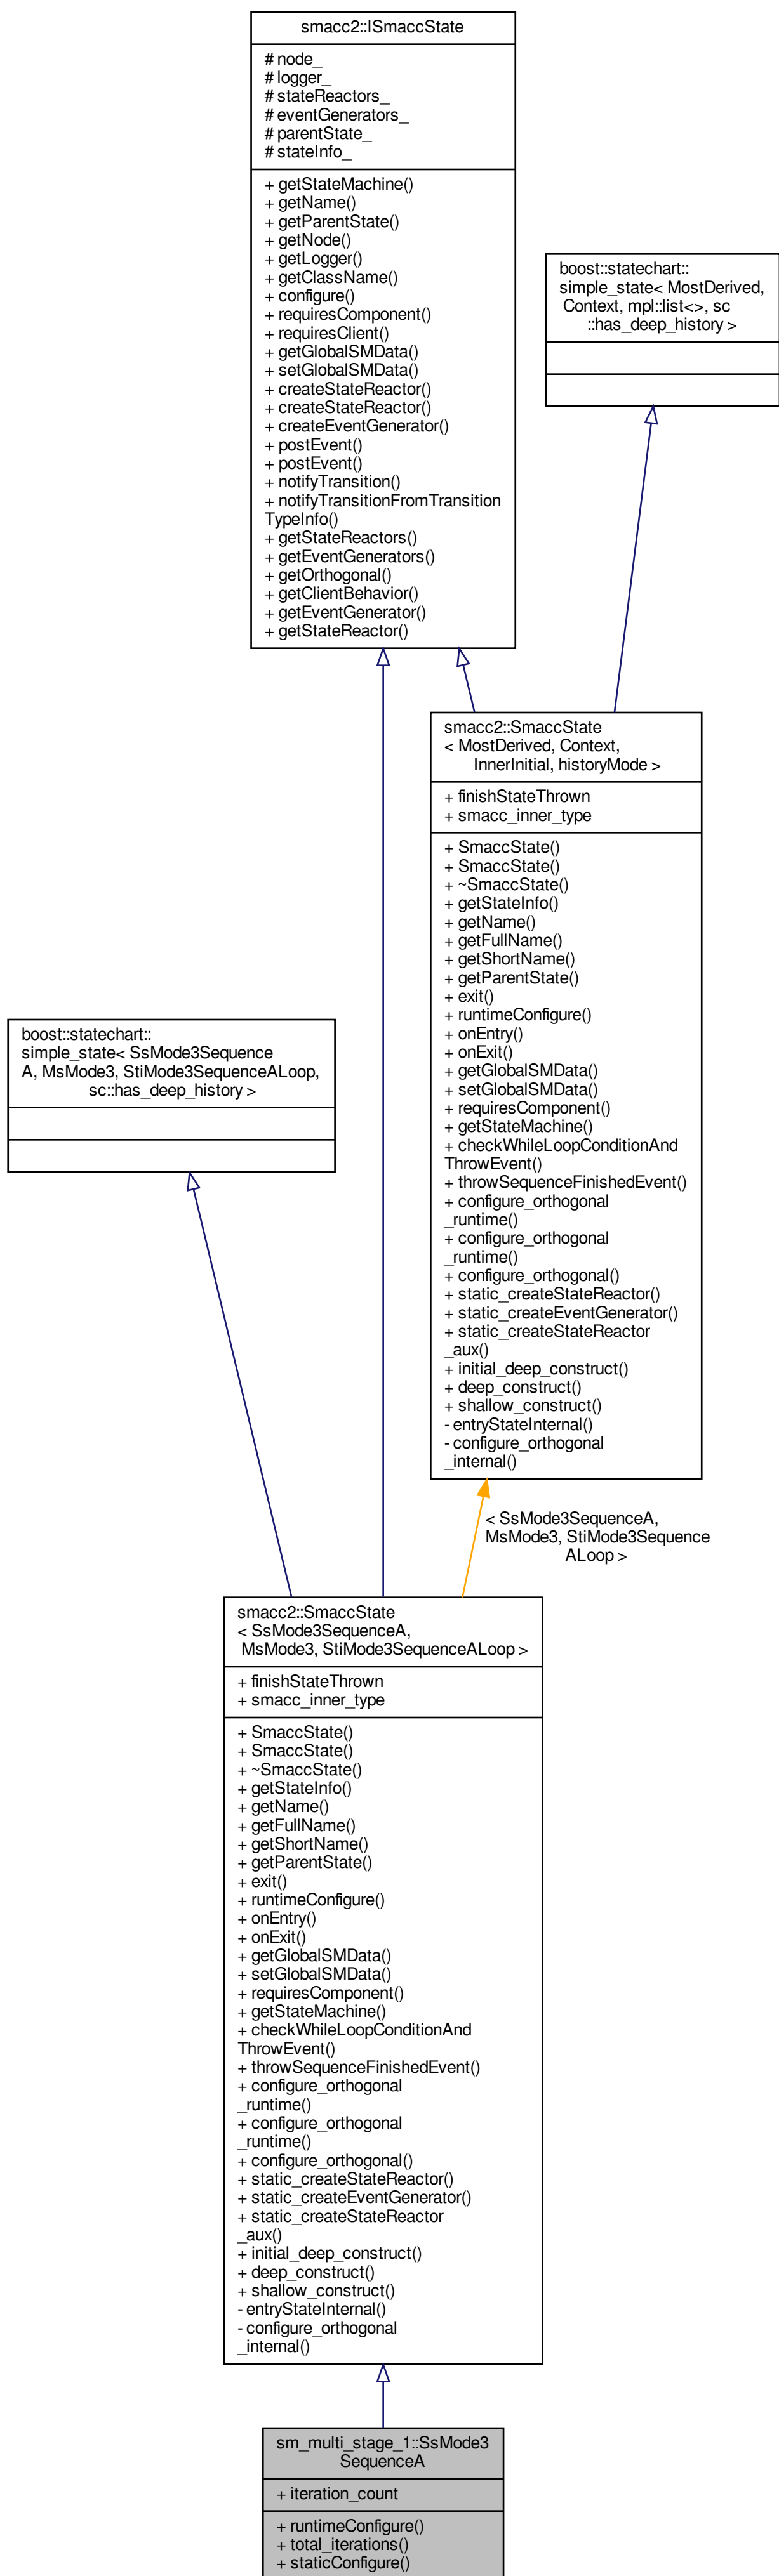 smacc2::ISmaccState
# node_
# logger_
# stateReactors_
# eventGenerators_
# parentState_
# stateInfo_
+ getStateMachine()
+ getName()
+ getParentState()
+ getNode()
+ getLogger()
+ getClassName()
+ configure()
+ requiresComponent()
+ requiresClient()
+ getGlobalSMData()
+ setGlobalSMData()
+ createStateReactor()
+ createStateReactor()
+ createEventGenerator()
+ postEvent()
+ postEvent()
+ notifyTransition()
+ notifyTransitionFromTransition
TypeInfo()
+ getStateReactors()
+ getEventGenerators()
+ getOrthogonal()
+ getClientBehavior()
+ getEventGenerator()
+ getStateReactor()
boost::statechart::
simple_state< MostDerived,
Context, mpl::list<>, sc
::has_deep_history >
smacc2::SmaccState
< MostDerived, Context,
InnerInitial, historyMode >
+ finishStateThrown
+ smacc_inner_type
+ SmaccState()
+ SmaccState()
+ ~SmaccState()
+ getStateInfo()
+ getName()
+ getFullName()
+ getShortName()
+ getParentState()
+ exit()
+ runtimeConfigure()
+ onEntry()
+ onExit()
+ getGlobalSMData()
+ setGlobalSMData()
+ requiresComponent()
+ getStateMachine()
+ checkWhileLoopConditionAnd
ThrowEvent()
+ throwSequenceFinishedEvent()
+ configure_orthogonal
_runtime()
+ configure_orthogonal
_runtime()
+ configure_orthogonal()
+ static_createStateReactor()
+ static_createEventGenerator()
+ static_createStateReactor
_aux()
+ initial_deep_construct()
+ deep_construct()
+ shallow_construct()
- entryStateInternal()
- configure_orthogonal
_internal()
boost::statechart::
simple_state< SsMode3Sequence
A, MsMode3, StiMode3SequenceALoop,
sc::has_deep_history >
< SsMode3SequenceA,
MsMode3, StiMode3Sequence
ALoop >
smacc2::SmaccState
< SsMode3SequenceA,
MsMode3, StiMode3SequenceALoop >
+ finishStateThrown
+ smacc_inner_type
+ SmaccState()
+ SmaccState()
+ ~SmaccState()
+ getStateInfo()
+ getName()
+ getFullName()
+ getShortName()
+ getParentState()
+ exit()
+ runtimeConfigure()
+ onEntry()
+ onExit()
+ getGlobalSMData()
+ setGlobalSMData()
+ requiresComponent()
+ getStateMachine()
+ checkWhileLoopConditionAnd
ThrowEvent()
+ throwSequenceFinishedEvent()
+ configure_orthogonal
_runtime()
+ configure_orthogonal
_runtime()
+ configure_orthogonal()
+ static_createStateReactor()
+ static_createEventGenerator()
+ static_createStateReactor
_aux()
+ initial_deep_construct()
+ deep_construct()
+ shallow_construct()
- entryStateInternal()
- configure_orthogonal
_internal()
sm_multi_stage_1::SsMode3
SequenceA
+ iteration_count
+ runtimeConfigure()
+ total_iterations()
+ staticConfigure()